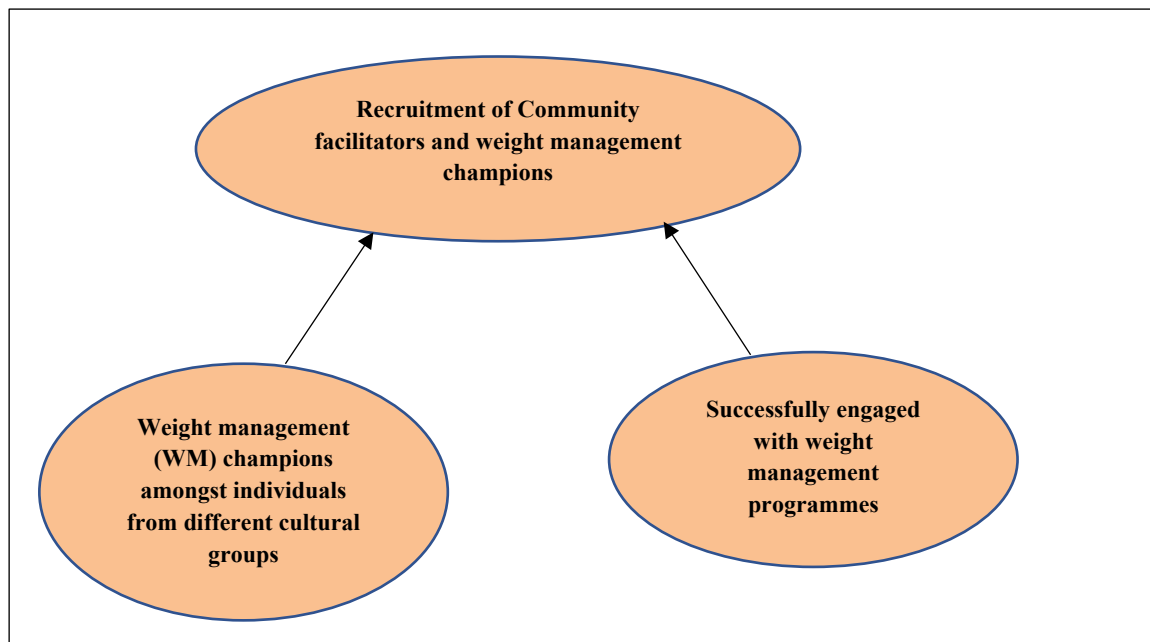 Recruitment of Community
facilitators and weight management
champions
Weight management
(WM) champions
amongst individuals
from different cultural
groups
Successfully engaged
with weight
management
programmes